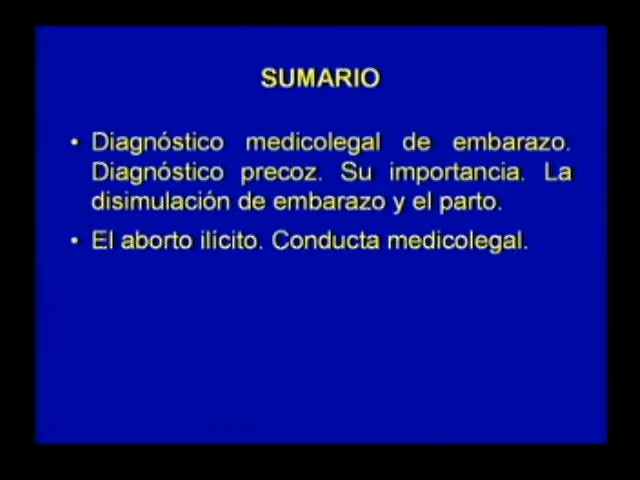 SUMARIO
• Diagnóstico medicolegal de embarazo.
Diagnóstico precoz. Su importancia. La
disimulación de embarazo y el parto.
• El aborto ilícito. Conducta medicolegal.